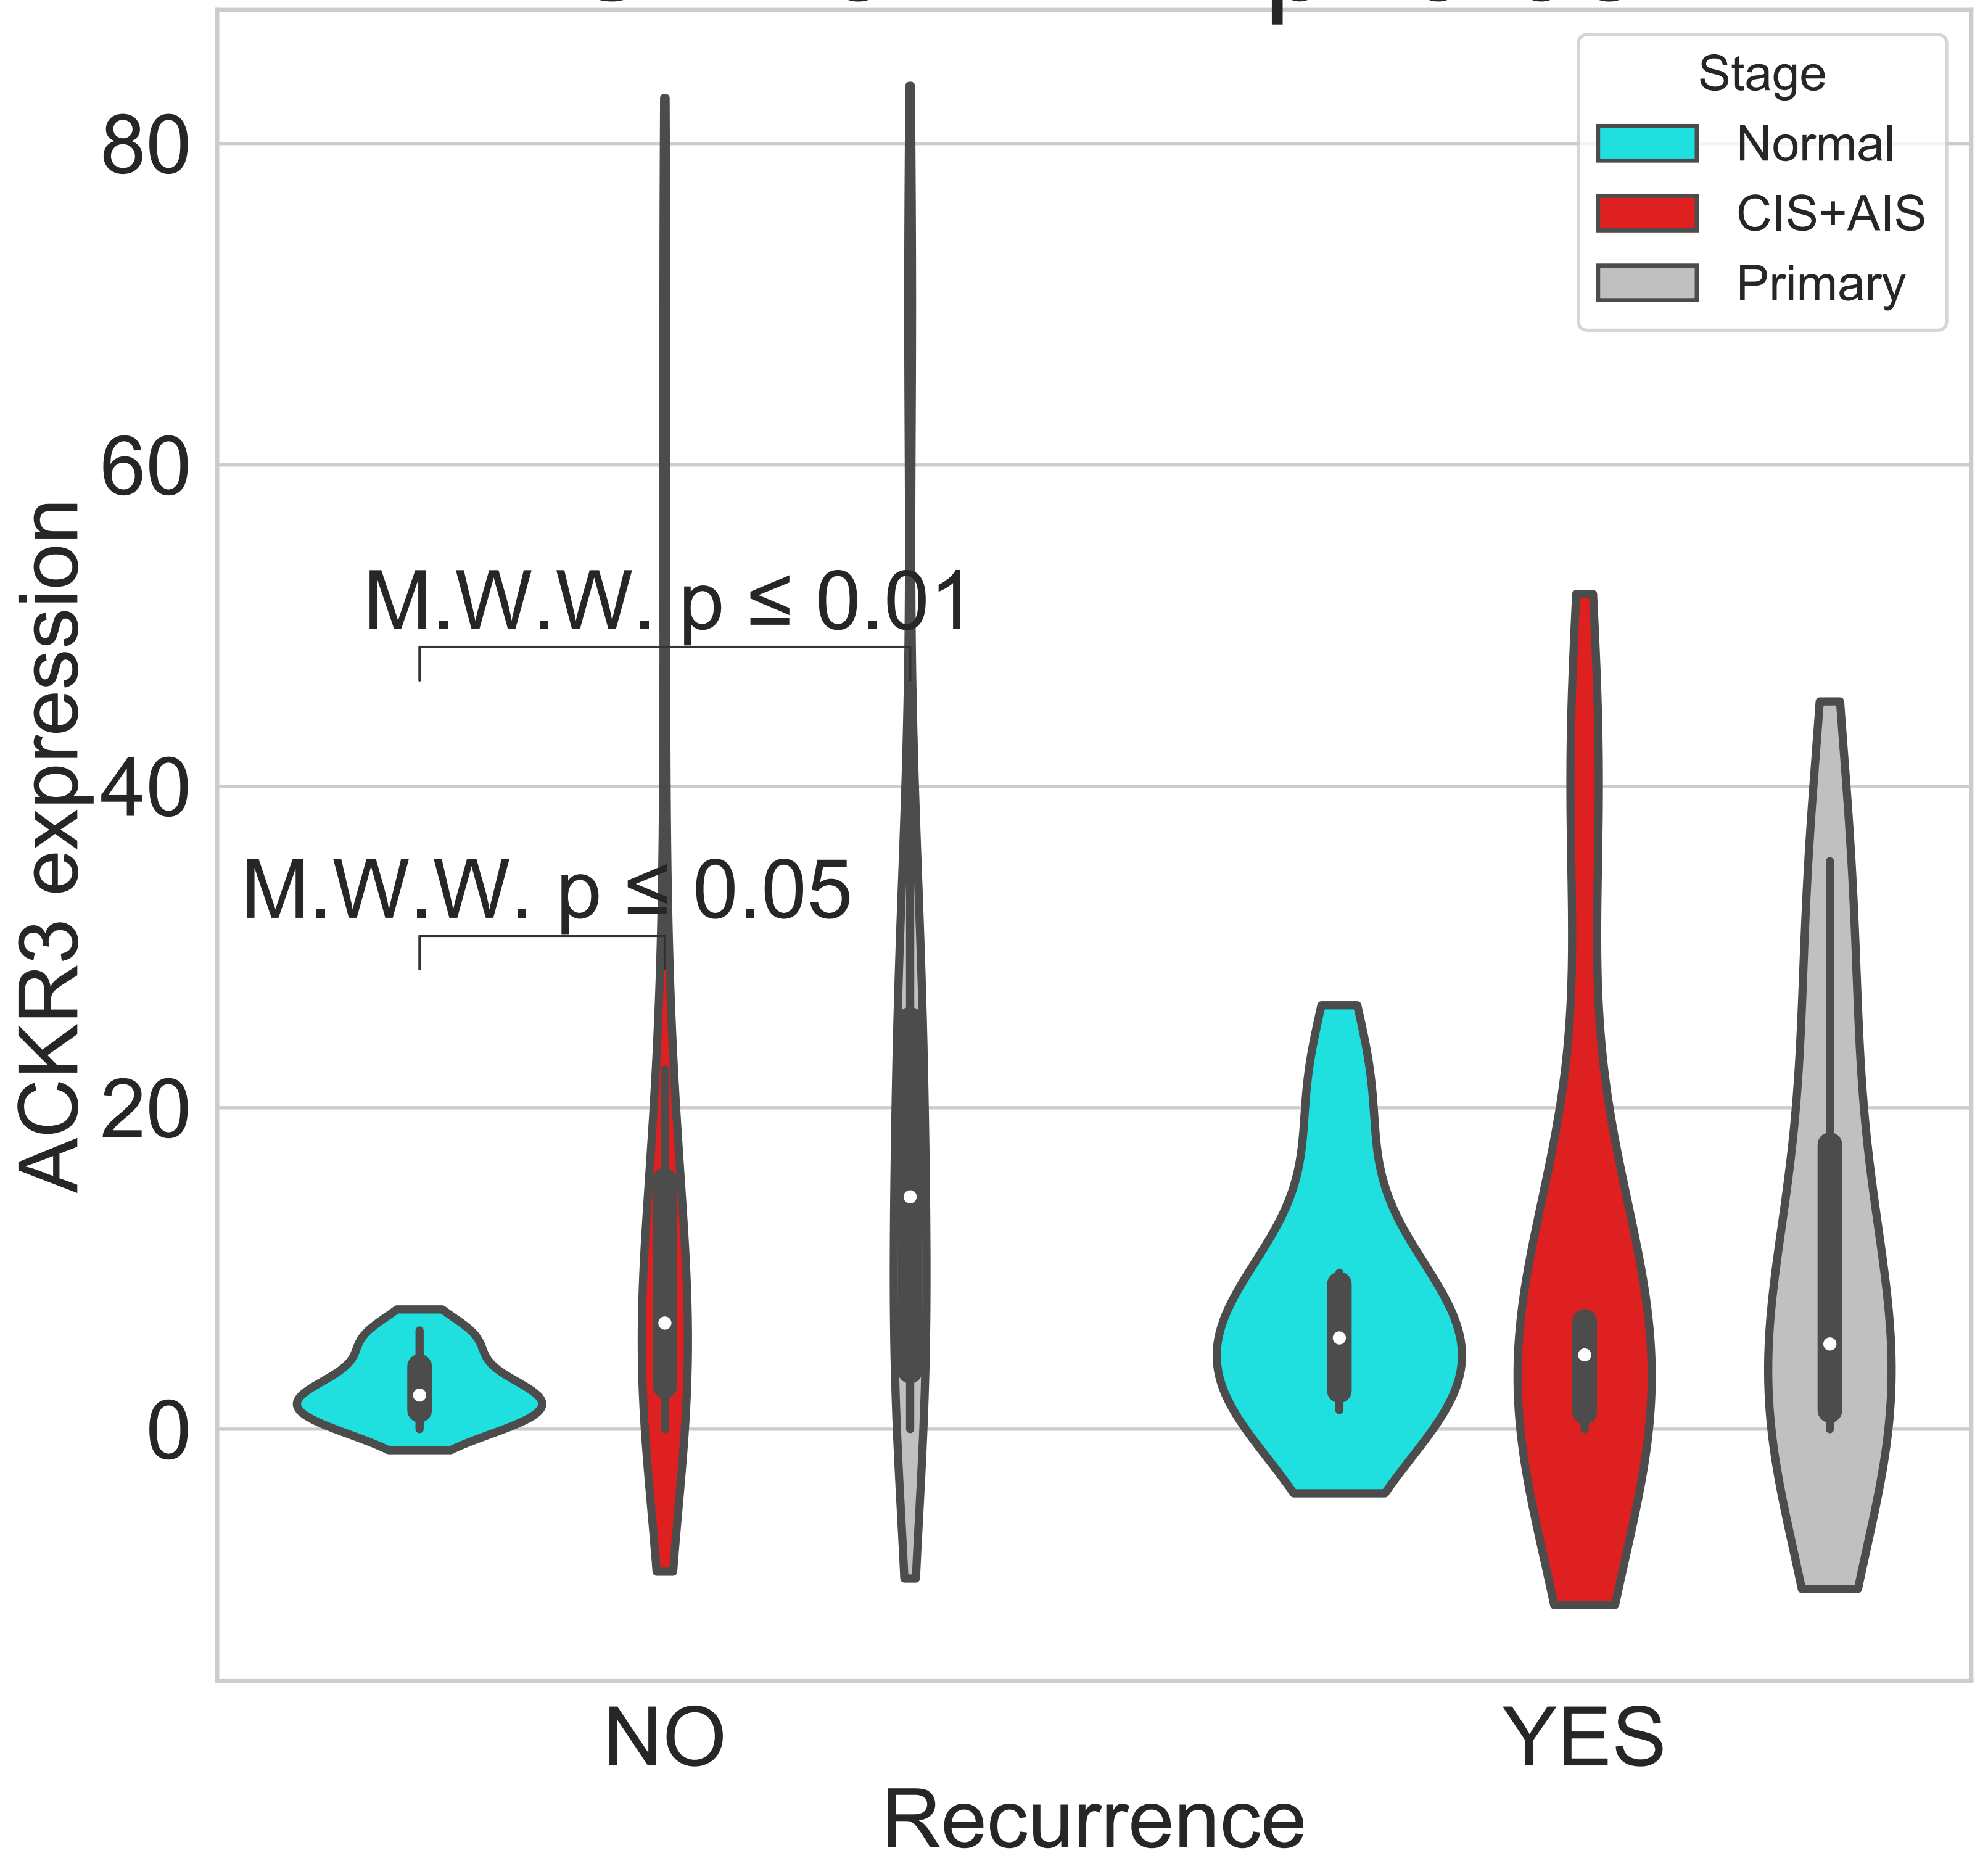 Stage
Normal
CIS+AIS
Primary
80
60
40
20
0
ACKR3 expression
M.W.W. p ≤ 0.01
M.W.W. p ≤ 0.05
NO
YES
Recurrence